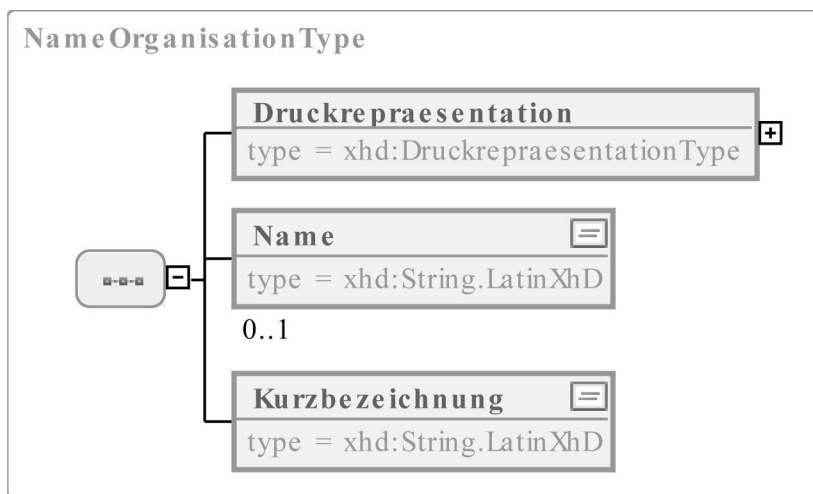 NameOrganisationType
Druckrepraesentation
type = xhd:DruckrepraesentationType
Name
type = xhd:String.LatinXhD
0..1
Kurzbezeichnung
type = xhd:String.LatinXhD